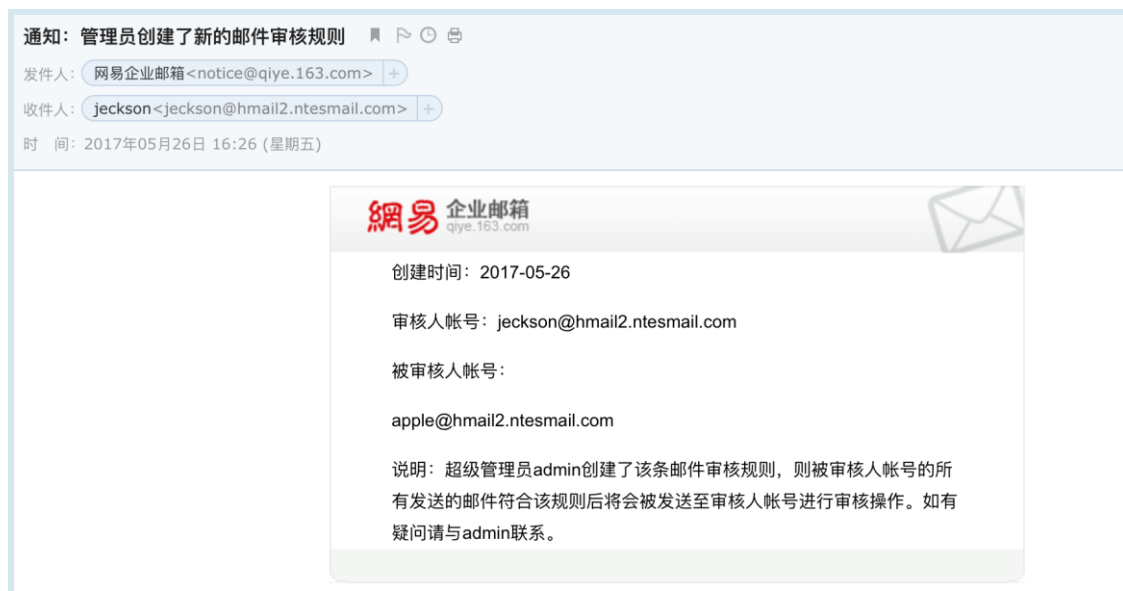 通知：管理员创建了新的邮件审核规则
发件人：网易企业邮箱<notice@qiye.163.com> +
收件人：jeckson<jeckson@hmail2.ntesmail.com> +
时 间：2017年05月26日 16:26 (星期五)
網易 企业邮箱
qiye.163.com
创建时间：2017-05-26
审核人帐号：jeckson@hmail2.ntesmail.com
被审核人帐号：
apple@hmail2.ntesmail.com
说明：超级管理员admin创建了该条邮件审核规则，则被审核人帐号的所
有发送的邮件符合该规则后将会被发送至审核人帐号进行审核操作。如有
疑问请与admin联系。